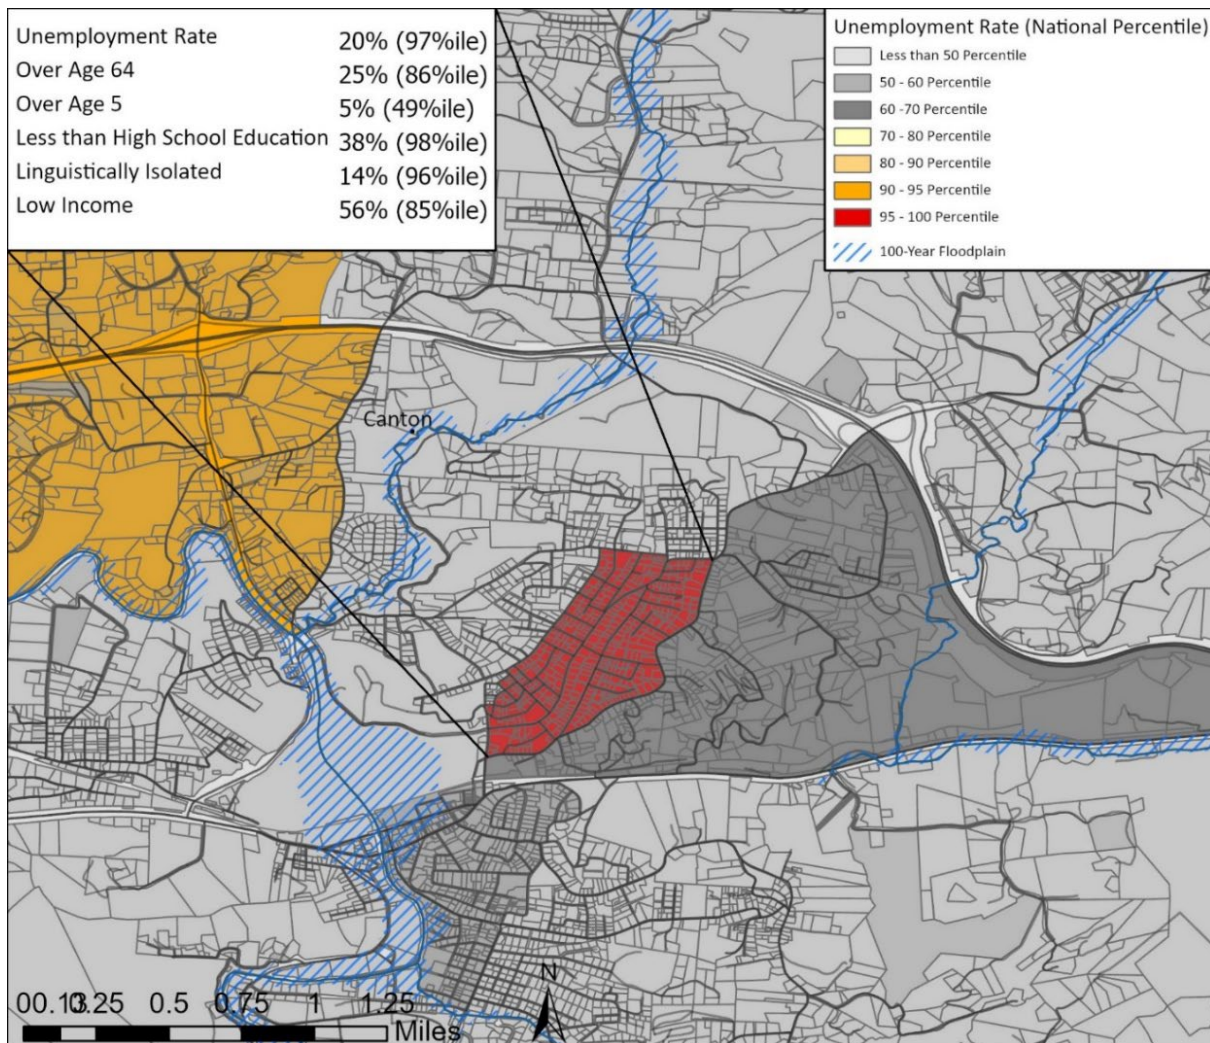 Unemployment Rate 20% (97%ile)
Over Age 64 25% (86%ile)
Over Age 5 5% (49%ile)
Less than High School Education 38% (98%ile)
Linguistically Isolated 14% (96%ile)
Low Income 56% (85%ile)
Unemployment Rate (National Percentile)
Less than 50 Percentile
50 - 60 Percentile
60 -70 Percentile
70 - 80 Percentile
80 - 90 Percentile
90 - 95 Percentile
95 - 100 Percentile
100-Year Floodplain
Canton
N
00.130.25 0.5 0.75 1 1.25
Miles